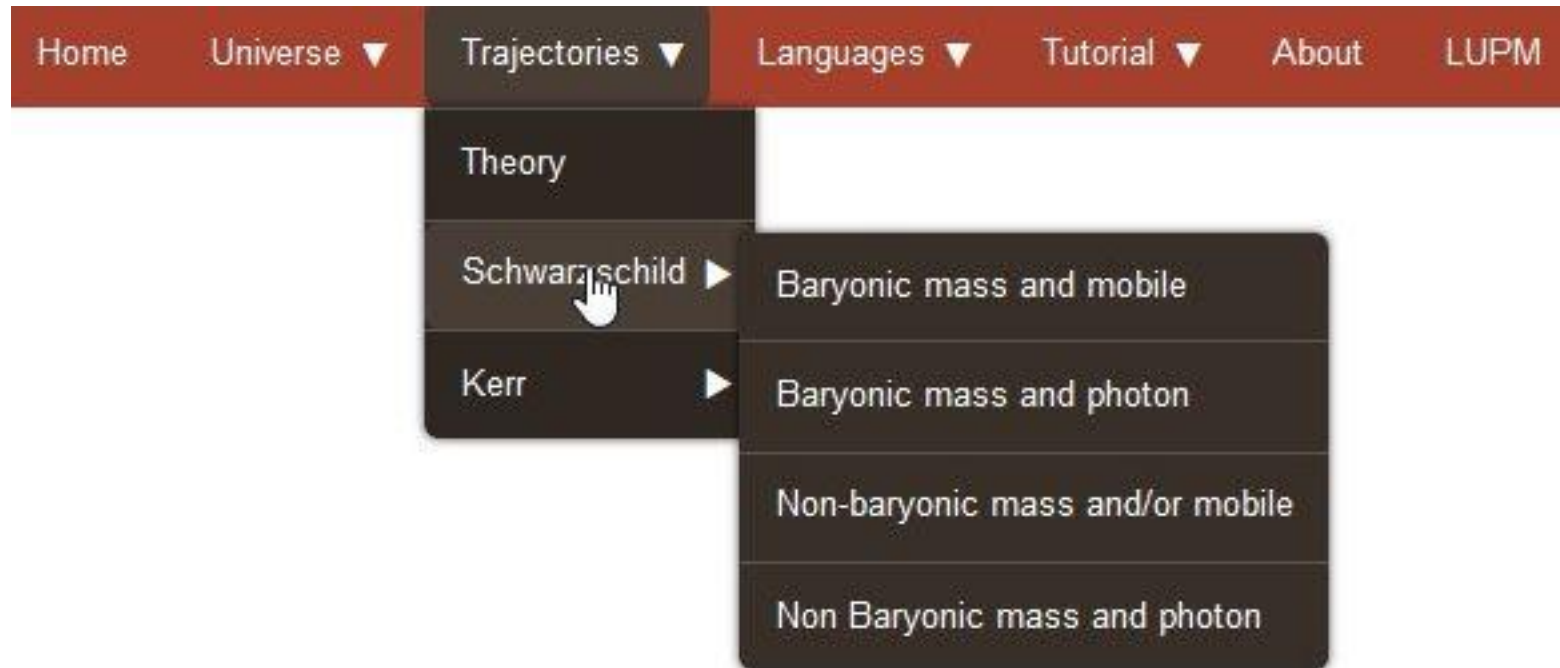 Home Universe ▼ Trajectories ▼ Languages ▼ Tutorial ▼ About LUPM
Theory
Schwarzschild ▶
Kerr ▶
Baryonic mass and mobile
Baryonic mass and photon
Non-baryonic mass and/or mobile
Non Baryonic mass and photon